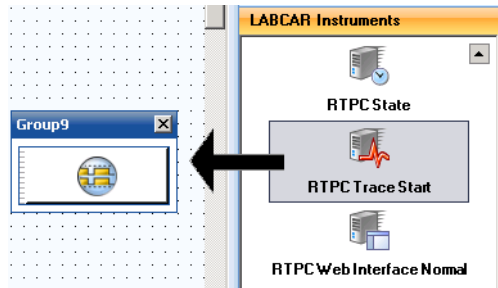 LABCAR Instruments
RTPC State
Group9
RTPC Trace Start
RTPC Web Interface Normal